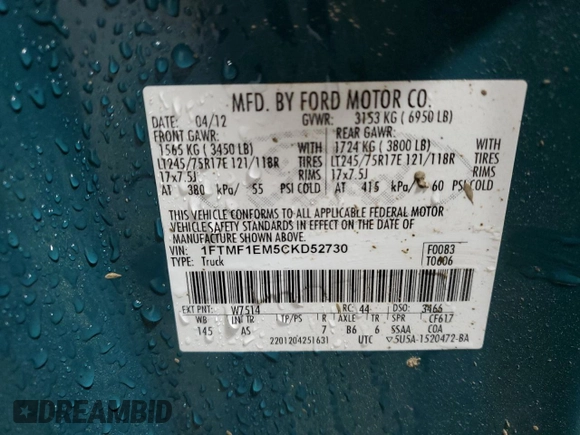 MFD. BY FORD MOTOR CO.
DATE: 04/12 GVWR: 3153 KG ( 6950 LB)
FRONT GAWR: REAR GAWR:
1565 KG ( 3450 LB) WITH 1724 KG ( 3800 LB) WITH
LT245/75R17E 121/118R TIRES LT245/75R17E 121/118R TIRES
17x7.5J RIMS 17x7.5J RIMS
AT 380 kPa/ 55 PSI COLD AT 415 kPa/ 60 PSI COLD
THIS VEHICLE CONFORMS TO ALL APPLICABLE FEDERAL MOTOR
VEHICLE SAFETY STANDARDS IN EFFECT ON THE DATE OF
MANUFACTURE SHOWN ABOVE.
VIN: 1FTMF1EM5CKD52730 F0083
TYPE: Truck T0606
EXT PNT: W7514 RC: 44 DSO: 3466
WB INT TR TP/PS R AXLE TR SPR CF617
145 AS 7 B6 6 SSAA COA
2201204251631 UTC ▽5U5A-1520472-BA
DREAMBID